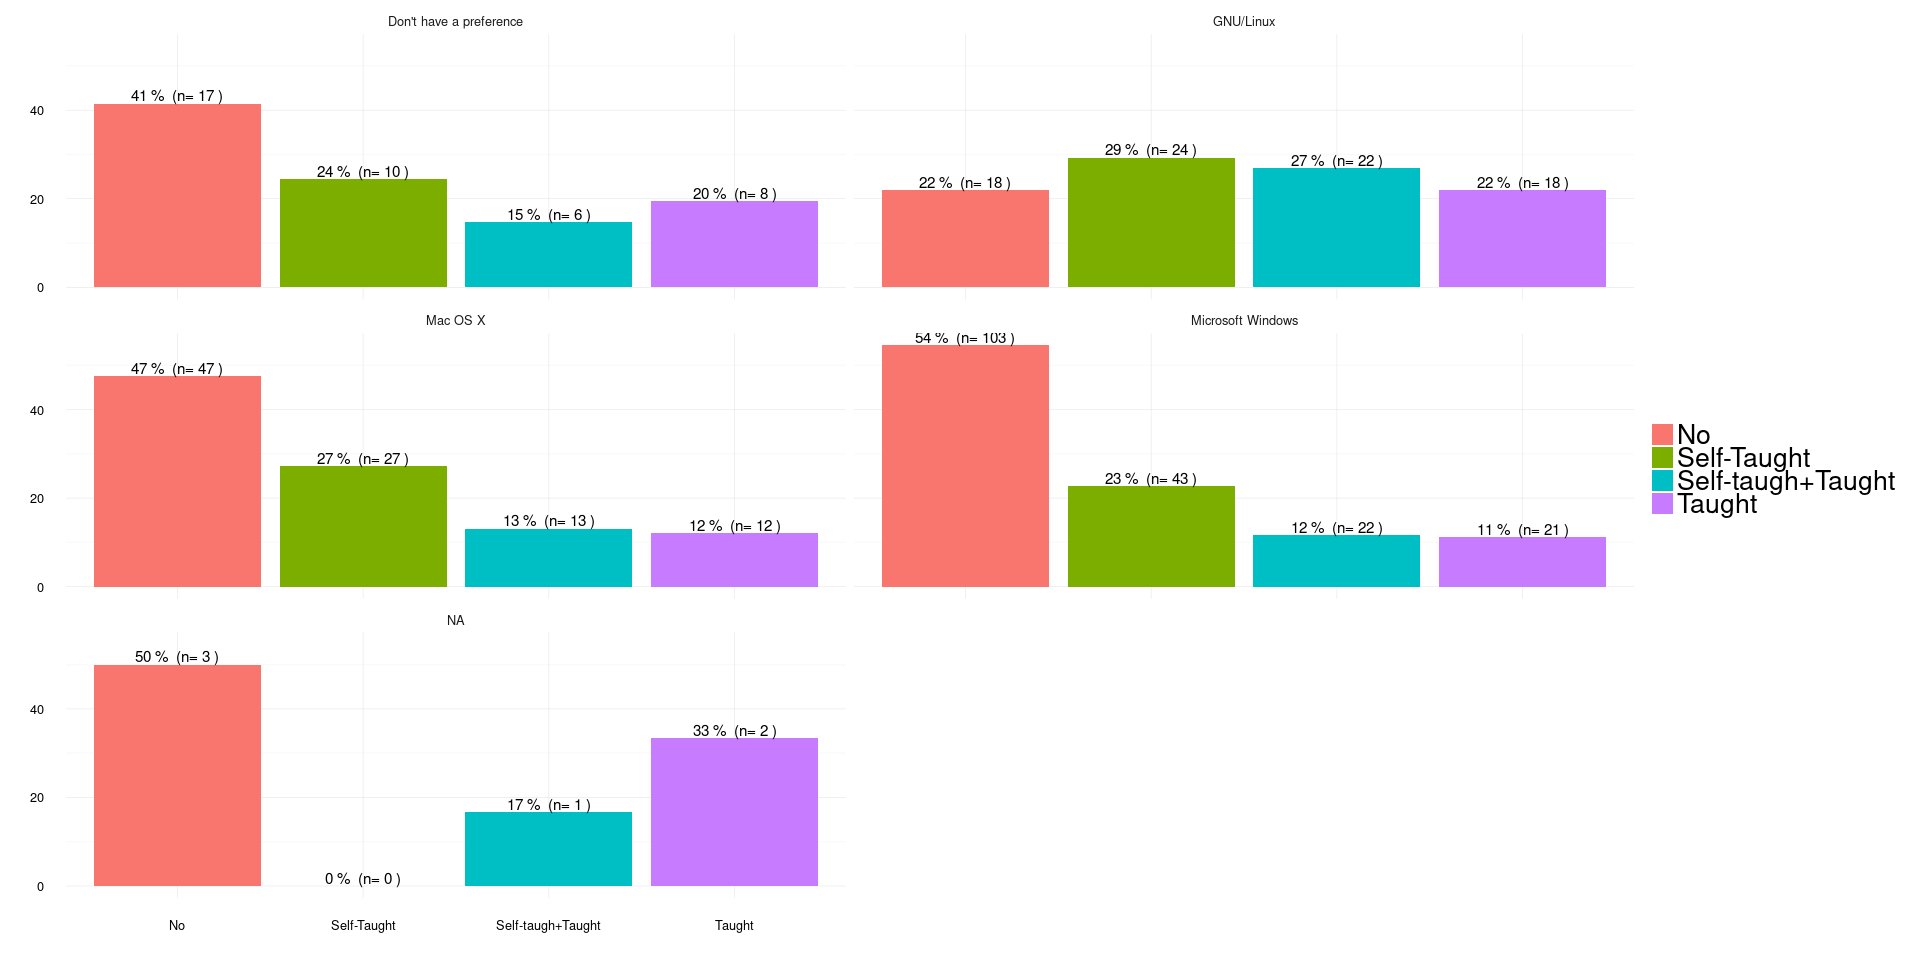 Don't have a preference
GNU/Linux
41 % (n= 17 )
24 % (n= 10 )
15 % (n= 6 )
20 % (n= 8 )
22 % (n= 18 )
29 % (n= 24 )
27 % (n= 22 )
22 % (n= 18 )
40
20
0
Mac OS X
Microsoft Windows
47 % (n= 47 )
27 % (n= 27 )
13 % (n= 13 )
12 % (n= 12 )
54 % (n= 103 )
23 % (n= 43 )
12 % (n= 22 )
11 % (n= 21 )
40
20
0
NA
50 % (n= 3 )
0 % (n= 0 )
17 % (n= 1 )
33 % (n= 2 )
40
20
0
No
Self-Taught
Self-taugh+Taught
Taught
No
Self-Taught
Self-taugh+Taught
Taught